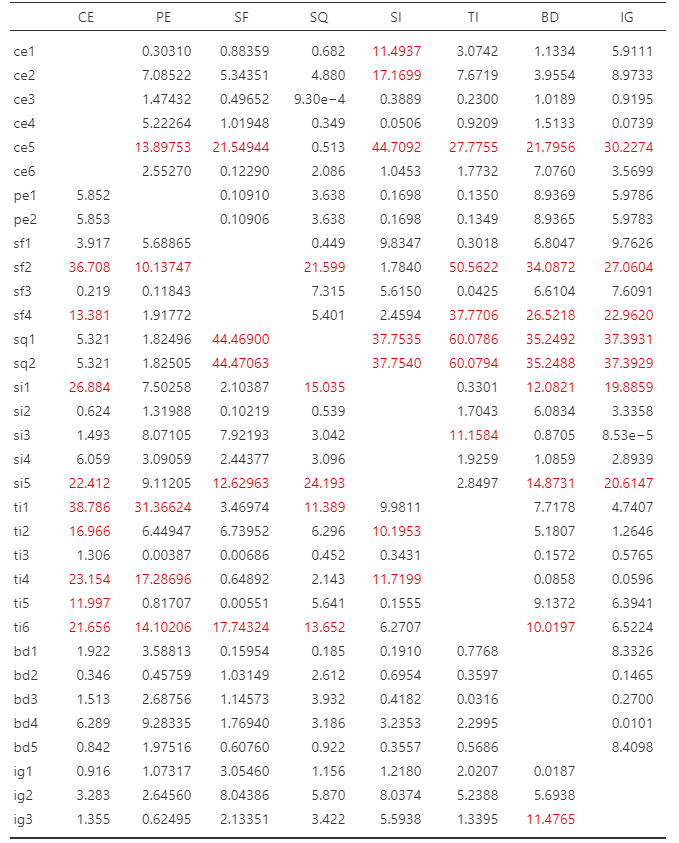 CE PE SF SQ SI TI BD IG
ce1 0.30310 0.88359 0.682 11.4937 3.0742 1.1334 5.9111
ce2 7.08522 5.34351 4.880 17.1699 7.6719 3.9554 8.9733
ce3 1.47432 0.49652 9.30e−4 0.3889 0.2300 1.0189 0.9195
ce4 5.22264 1.01948 0.349 0.0506 0.9209 1.5133 0.0739
ce5 13.89753 21.54944 0.513 44.7092 27.7755 21.7956 30.2274
ce6 2.55270 0.12290 2.086 1.0453 1.7732 7.0760 3.5699
pe1 5.852 0.10910 3.638 0.1698 0.1350 8.9369 5.9786
pe2 5.853 0.10906 3.638 0.1698 0.1349 8.9365 5.9783
sf1 3.917 5.68865 0.449 9.8347 0.3018 6.8047 9.7626
sf2 36.708 10.13747 21.599 1.7840 50.5622 34.0872 27.0604
sf3 0.219 0.11843 7.315 5.6150 0.0425 6.6104 7.6091
sf4 13.381 1.91772 5.401 2.4594 37.7706 26.5218 22.9620
sq1 5.321 1.82496 44.46900 37.7535 60.0786 35.2492 37.3931
sq2 5.321 1.82505 44.47063 37.7540 60.0794 35.2488 37.3929
si1 26.884 7.50258 2.10387 15.035 0.3301 12.0821 19.8859
si2 0.624 1.31988 0.10219 0.539 1.7043 6.0834 3.3358
si3 1.493 8.07105 7.92193 3.042 11.1584 0.8705 8.53e−5
si4 6.059 3.09059 2.44377 3.096 1.9259 1.0859 2.8939
si5 22.412 9.11205 12.62963 24.193 2.8497 14.8731 20.6147
ti1 38.786 31.36624 3.46974 11.389 9.9811 7.7178 4.7407
ti2 16.966 6.44947 6.73952 6.296 10.1953 5.1807 1.2646
ti3 1.306 0.00387 0.00686 0.452 0.3431 0.1572 0.5765
ti4 23.154 17.28696 0.64892 2.143 11.7199 0.0858 0.0596
ti5 11.997 0.81707 0.00551 5.641 0.1555 9.1372 6.3941
ti6 21.656 14.10206 17.74324 13.652 6.2707 10.0197 6.5224
bd1 1.922 3.58813 0.15954 0.185 0.1910 0.7768 8.3326
bd2 0.346 0.45759 1.03149 2.612 0.6954 0.3597 0.1465
bd3 1.513 2.68756 1.14573 3.932 0.4182 0.0316 0.2700
bd4 6.289 9.28335 1.76940 3.186 3.2353 2.2995 0.0101
bd5 0.842 1.97516 0.60760 0.922 0.3557 0.5686 8.4098
ig1 0.916 1.07317 3.05460 1.156 1.2180 2.0207 0.0187
ig2 3.283 2.64560 8.04386 5.870 8.0374 5.2388 5.6938
ig3 1.355 0.62495 2.13351 3.422 5.5938 1.3395 11.4765